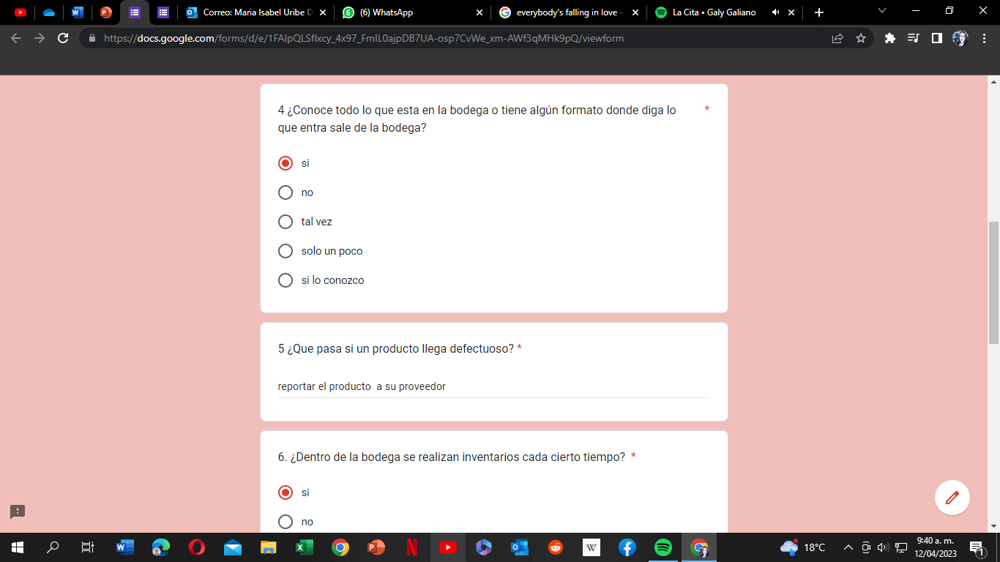 Correo: Maria Isabel Uribe D
(6) WhatsApp
everybody's falling in love -
La Cita • Galy Galiano
https://docs.google.com/forms/d/e/1FAIpQLSflxcy_4x97_FmIL0ajpDB7UA-osp7CvWe_xm-AWf3qMHk9pQ/viewform
4 ¿Conoce todo lo que esta en la bodega o tiene algún formato donde diga lo *
que entra sale de la bodega?
si
no
tal vez
solo un poco
si lo conozco
5 ¿Que pasa si un producto llega defectuoso? *
reportar el producto  a su proveedor
6. ¿Dentro de la bodega se realizan inventarios cada cierto tiempo? *
si
no
18°C
9:40 a. m.
12/04/2023
1